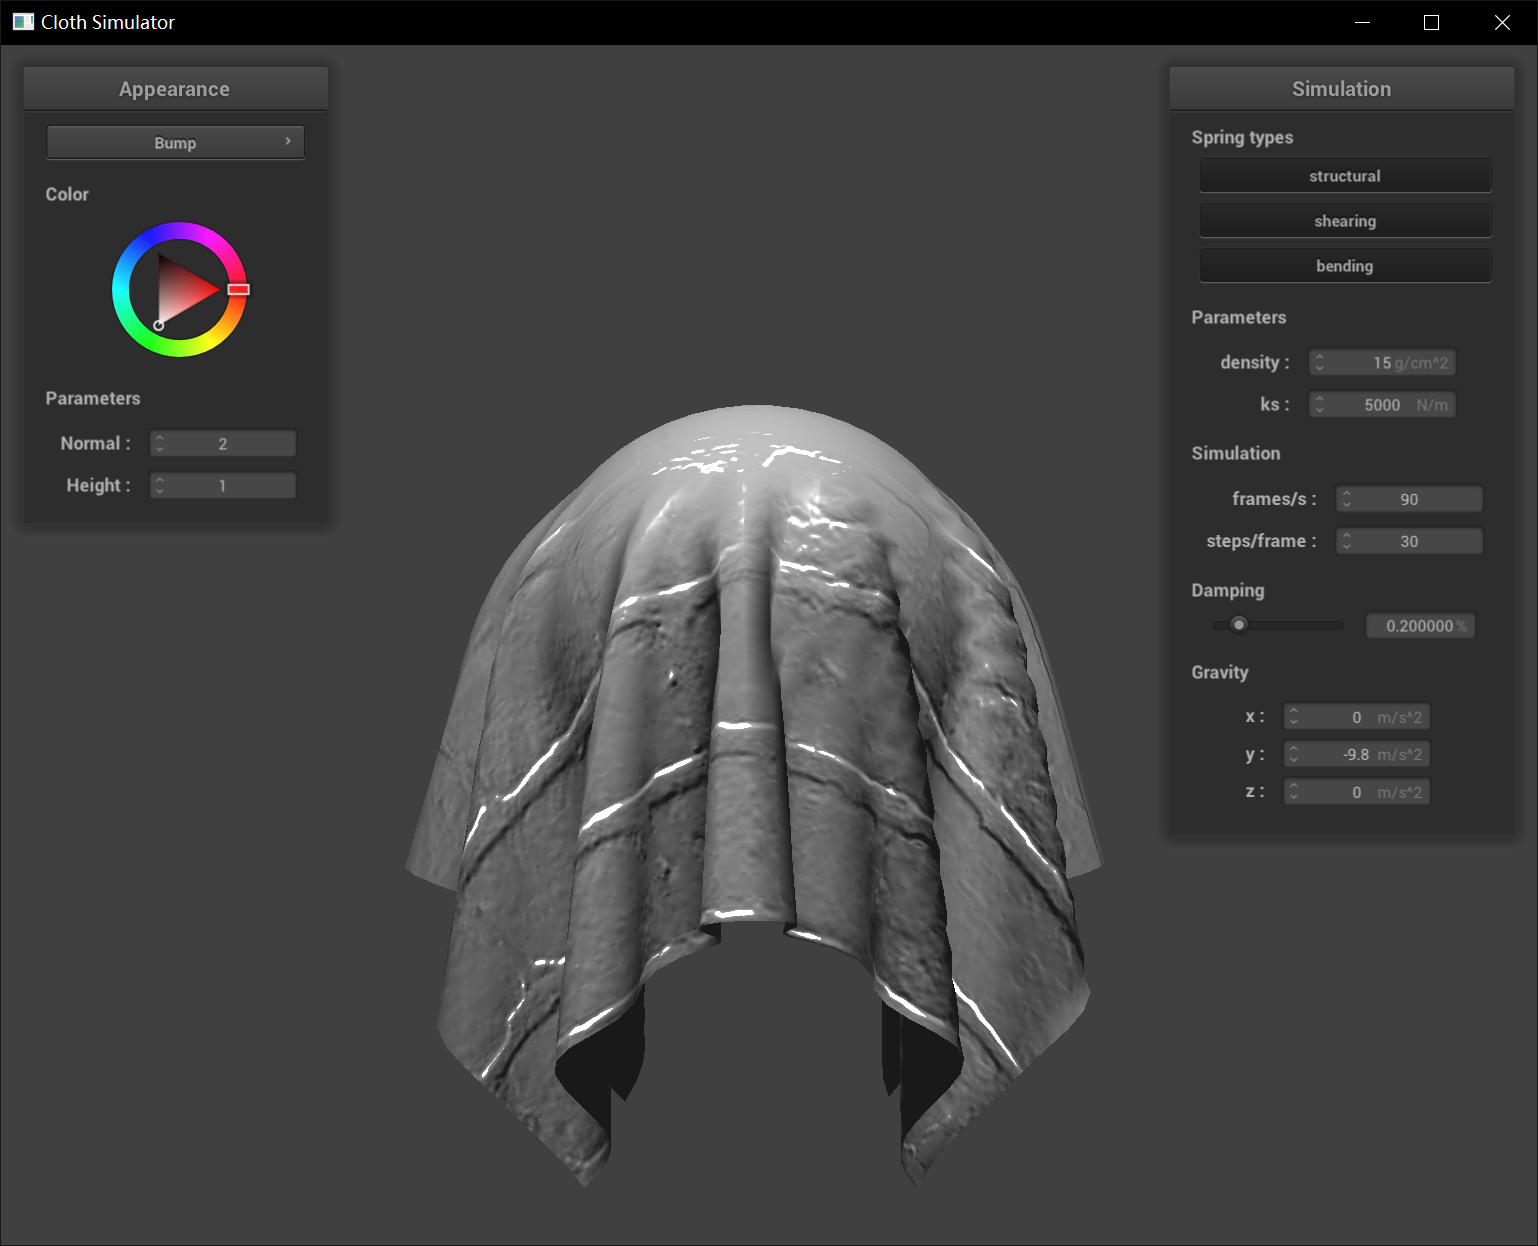 Cloth Simulator
Appearance
Bump
Color
Parameters
Normal : 2
Height : 1
Simulation
Spring types
structural
shearing
bending
Parameters
density : 15 g/cm^2
ks : 5000 N/m
Simulation
frames/s : 90
steps/frame : 30
Damping
0.200000 %
Gravity
x : 0 m/s^2
y : -9.8 m/s^2
z : 0 m/s^2